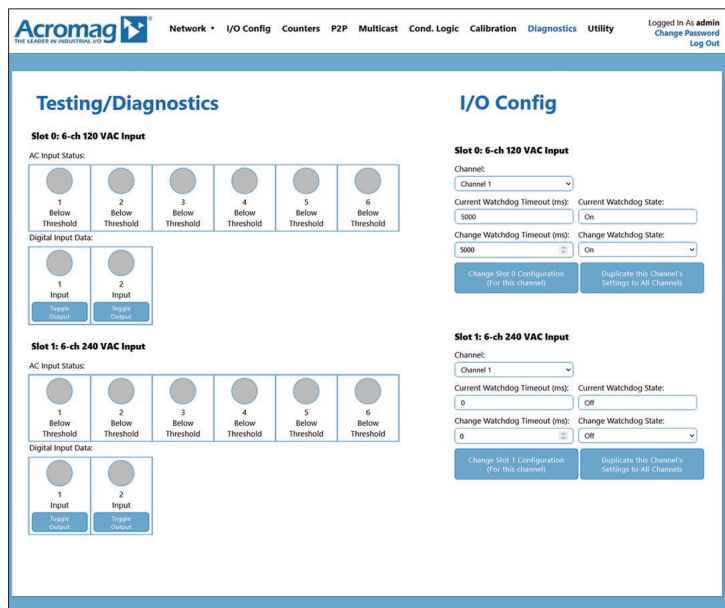 Acromag®
THE LEADER IN INDUSTRIAL I/O
Network I/O Config Counters P2P Multicast Cond. Logic Calibration Diagnostics Utility
Logged In As admin
Change Password
Log Out
Testing/Diagnostics
Slot 0: 6-ch 120 VAC Input
AC Input Status:
1 2 3 4 5 6
Below Below Below Below Below Below
Threshold Threshold Threshold Threshold Threshold Threshold
Digital Input Data:
1 2
Input Input
Toggle Toggle
Output Output
Slot 1: 6-ch 240 VAC Input
AC Input Status:
1 2 3 4 5 6
Below Below Below Below Below Below
Threshold Threshold Threshold Threshold Threshold Threshold
Digital Input Data:
1 2
Input Input
Toggle Toggle
Output Output
I/O Config
Slot 0: 6-ch 120 VAC Input
Channel:
Channel 1
Current Watchdog Timeout (ms): Current Watchdog State:
5000 On
Change Watchdog Timeout (ms): Change Watchdog State:
5000 On
Change Slot 0 Configuration Duplicate this Channel's
(For this channel) Settings to All Channels
Slot 1: 6-ch 240 VAC Input
Channel:
Channel 1
Current Watchdog Timeout (ms): Current Watchdog State:
0 Off
Change Watchdog Timeout (ms): Change Watchdog State:
0 Off
Change Slot 1 Configuration Duplicate this Channel's
(For this channel) Settings to All Channels